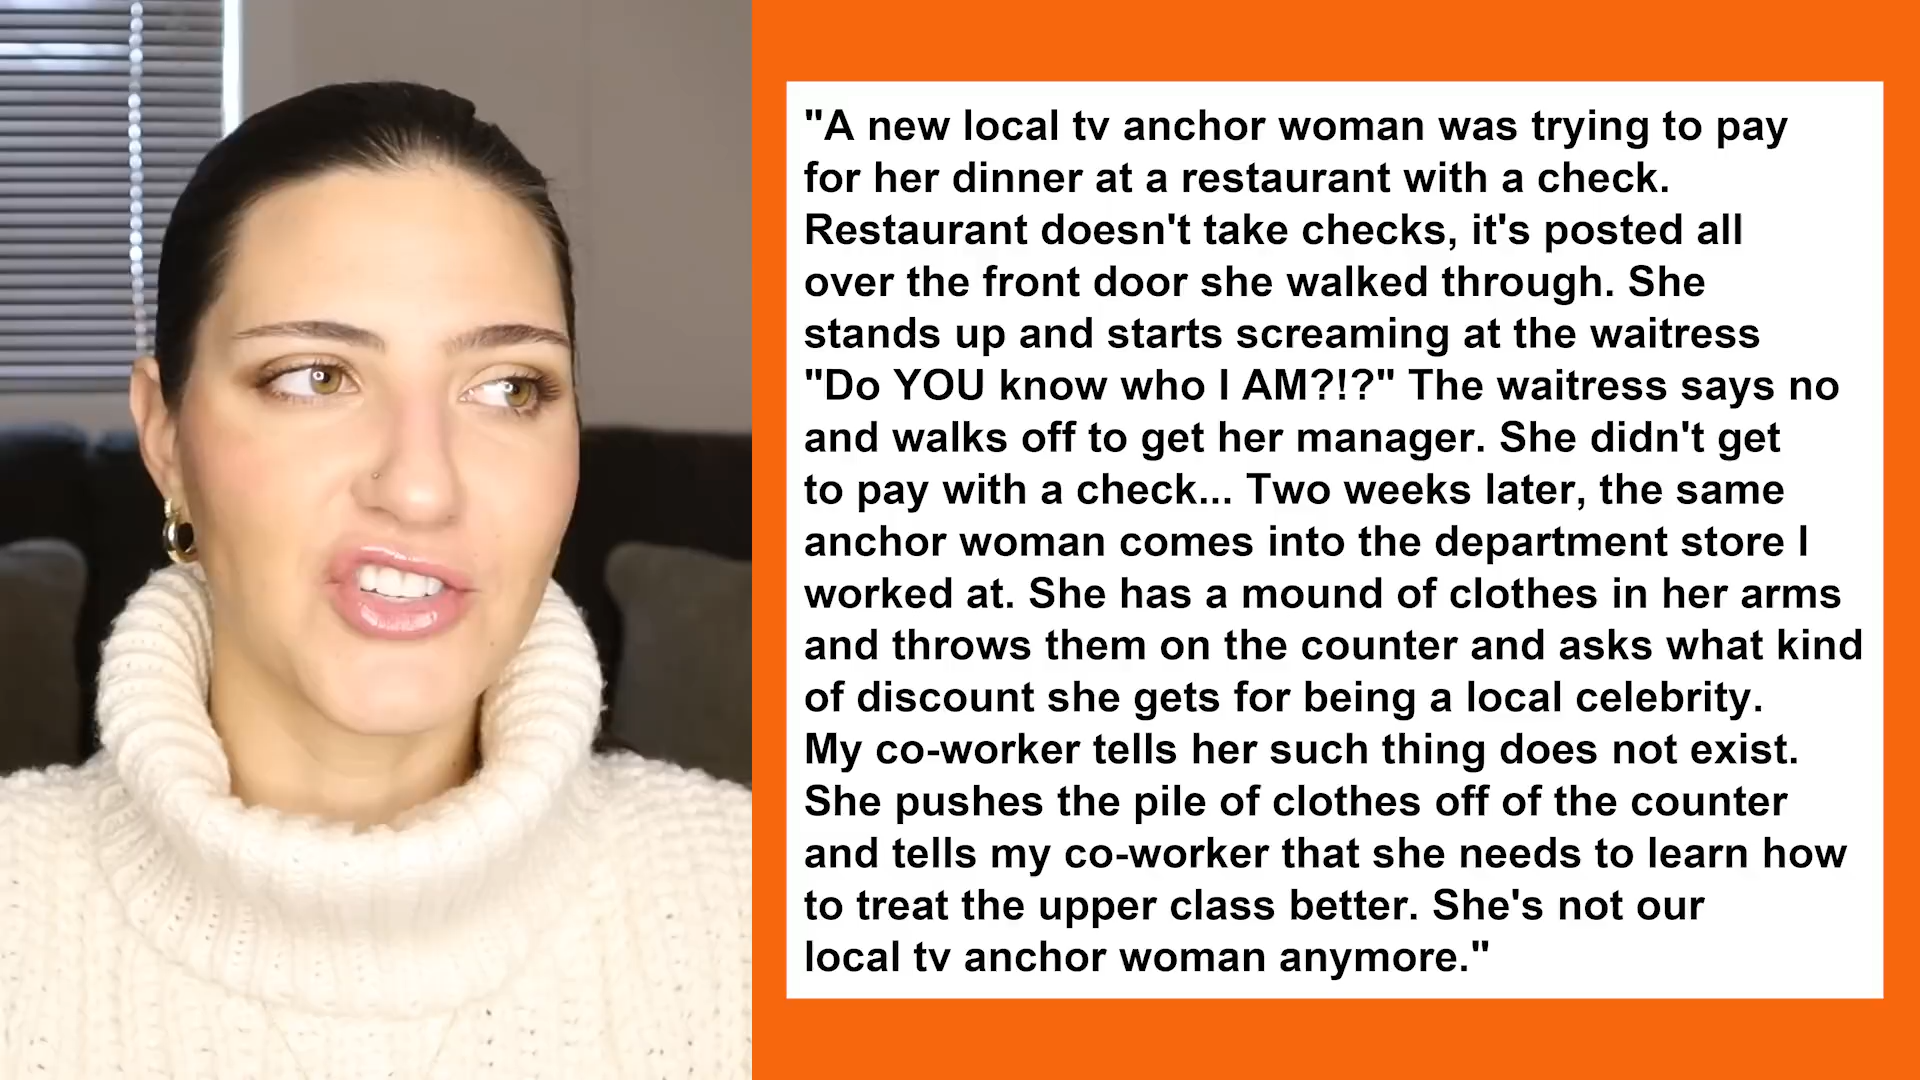 "A new local tv anchor woman was trying to pay
for her dinner at a restaurant with a check.
Restaurant doesn't take checks, it's posted all
over the front door she walked through. She
stands up and starts screaming at the waitress
"Do YOU know who I AM?!?" The waitress says no
and walks off to get her manager. She didn't get
to pay with a check... Two weeks later, the same
anchor woman comes into the department store I
worked at. She has a mound of clothes in her arms
and throws them on the counter and asks what kind
of discount she gets for being a local celebrity.
My co-worker tells her such thing does not exist.
She pushes the pile of clothes off of the counter
and tells my co-worker that she needs to learn how
to treat the upper class better. She's not our
local tv anchor woman anymore."